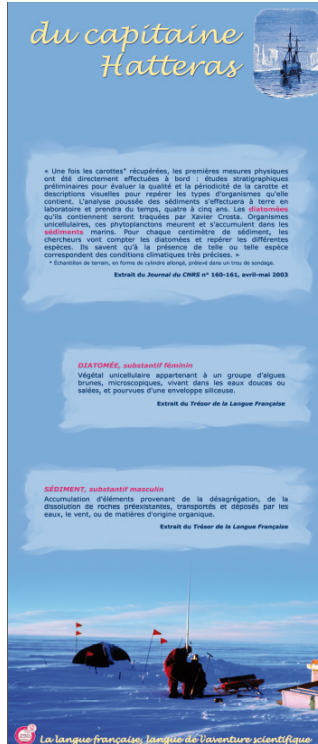 du capitaine
Hatteras
« Une fois les carottes* récupérées, les premières mesures physiques
ont été directement effectuées à bord : études stratigraphiques
préliminaires pour évaluer la qualité et la périodicité de la carotte et
descriptions visuelles pour repérer les types d'organismes qu'elle
contient. L'analyse poussée des sédiments s'effectuera à terre en
laboratoire et prendra du temps, quatre à cinq ans. Les diatomées
qu'ils contiennent seront traquées par Xavier Crosta. Organismes
unicellulaires, ces phytoplanctons meurent et s'accumulent dans les
sédiments marins. Pour chaque centimètre de sédiment, les
chercheurs vont compter les diatomées et repérer les différentes
espèces. Ils savent qu'à la présence de telle ou telle espèce
correspondent des conditions climatiques très précises. »
* Échantillon de terrain, en forme de cylindre allongé, prélevé dans un trou de sondage.
Extrait du Journal du CNRS n° 160-161, avril-mai 2003
DIATOMÉE, substantif féminin
Végétal unicellulaire appartenant à un groupe d'algues
brunes, microscopiques, vivant dans les eaux douces ou
salées, et pourvues d'une enveloppe siliceuse.
Extrait du Trésor de la Langue Française
SÉDIMENT, substantif masculin
Accumulation d'éléments provenant de la désagrégation, de la
dissolution de roches préexistantes, transportés et déposés par les
eaux, le vent, ou de matières d'origine organique.
Extrait du Trésor de la Langue Française
La langue française, langue de l'aventure scientifique